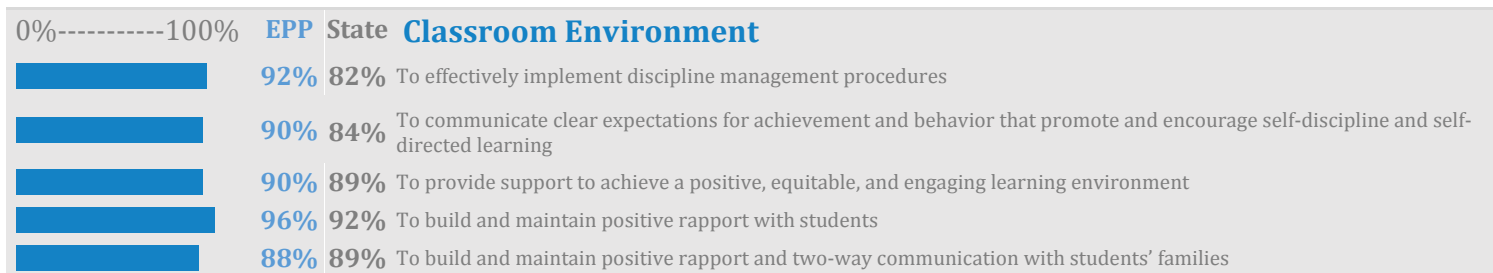 0%-----------100% EPP State Classroom Environment
92% 82% To effectively implement discipline management procedures
90% 84% To communicate clear expectations for achievement and behavior that promote and encourage self-discipline and self-
directed learning
90% 89% To provide support to achieve a positive, equitable, and engaging learning environment
96% 92% To build and maintain positive rapport with students
88% 89% To build and maintain positive rapport and two-way communication with students’ families